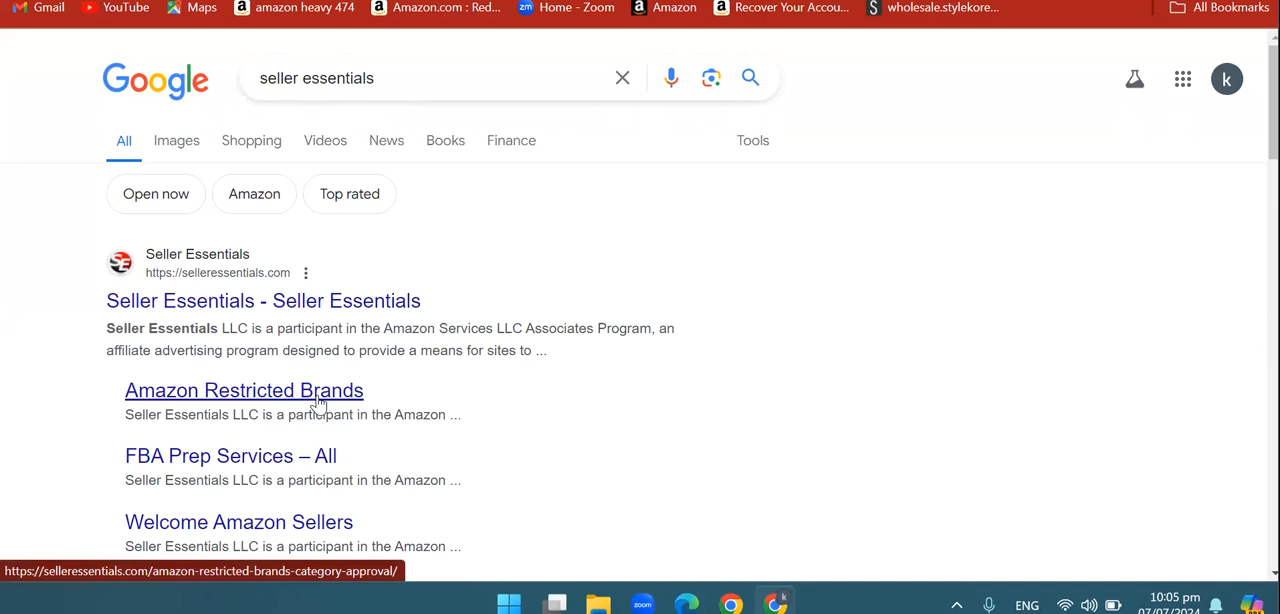 Gmail YouTube Maps amazon heavy 474 Amazon.com : Red... Home - Zoom Amazon Recover Your Accou... wholesale.stylekore... All Bookmarks
Google seller essentials k
All Images Shopping Videos News Books Finance Tools
Open now Amazon Top rated
Seller Essentials
https://selleressentials.com
Seller Essentials - Seller Essentials
Seller Essentials LLC is a participant in the Amazon Services LLC Associates Program, an
affiliate advertising program designed to provide a means for sites to ...
Amazon Restricted Brands
Seller Essentials LLC is a participant in the Amazon ...
FBA Prep Services – All
Seller Essentials LLC is a participant in the Amazon ...
Welcome Amazon Sellers
Seller Essentials LLC is a participant in the Amazon ...
https://selleressentials.com/amazon-restricted-brands-category-approval/
zoom ENG 10:05 pm
07/07/2024